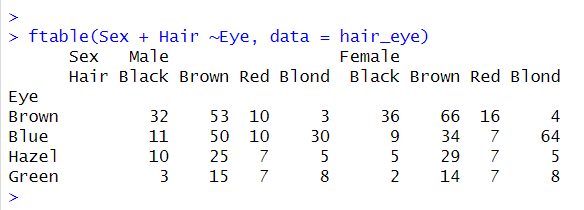 >
> ftable(Sex + Hair ~Eye, data = hair_eye)
      Sex   Male                 Female
      Hair Black Brown Red Blond  Black Brown Red Blond
Eye
Brown         32    53  10     3     36    66  16     4
Blue          11    50  10    30      9    34   7    64
Hazel         10    25   7     5      5    29   7     5
Green          3    15   7     8      2    14   7     8
>